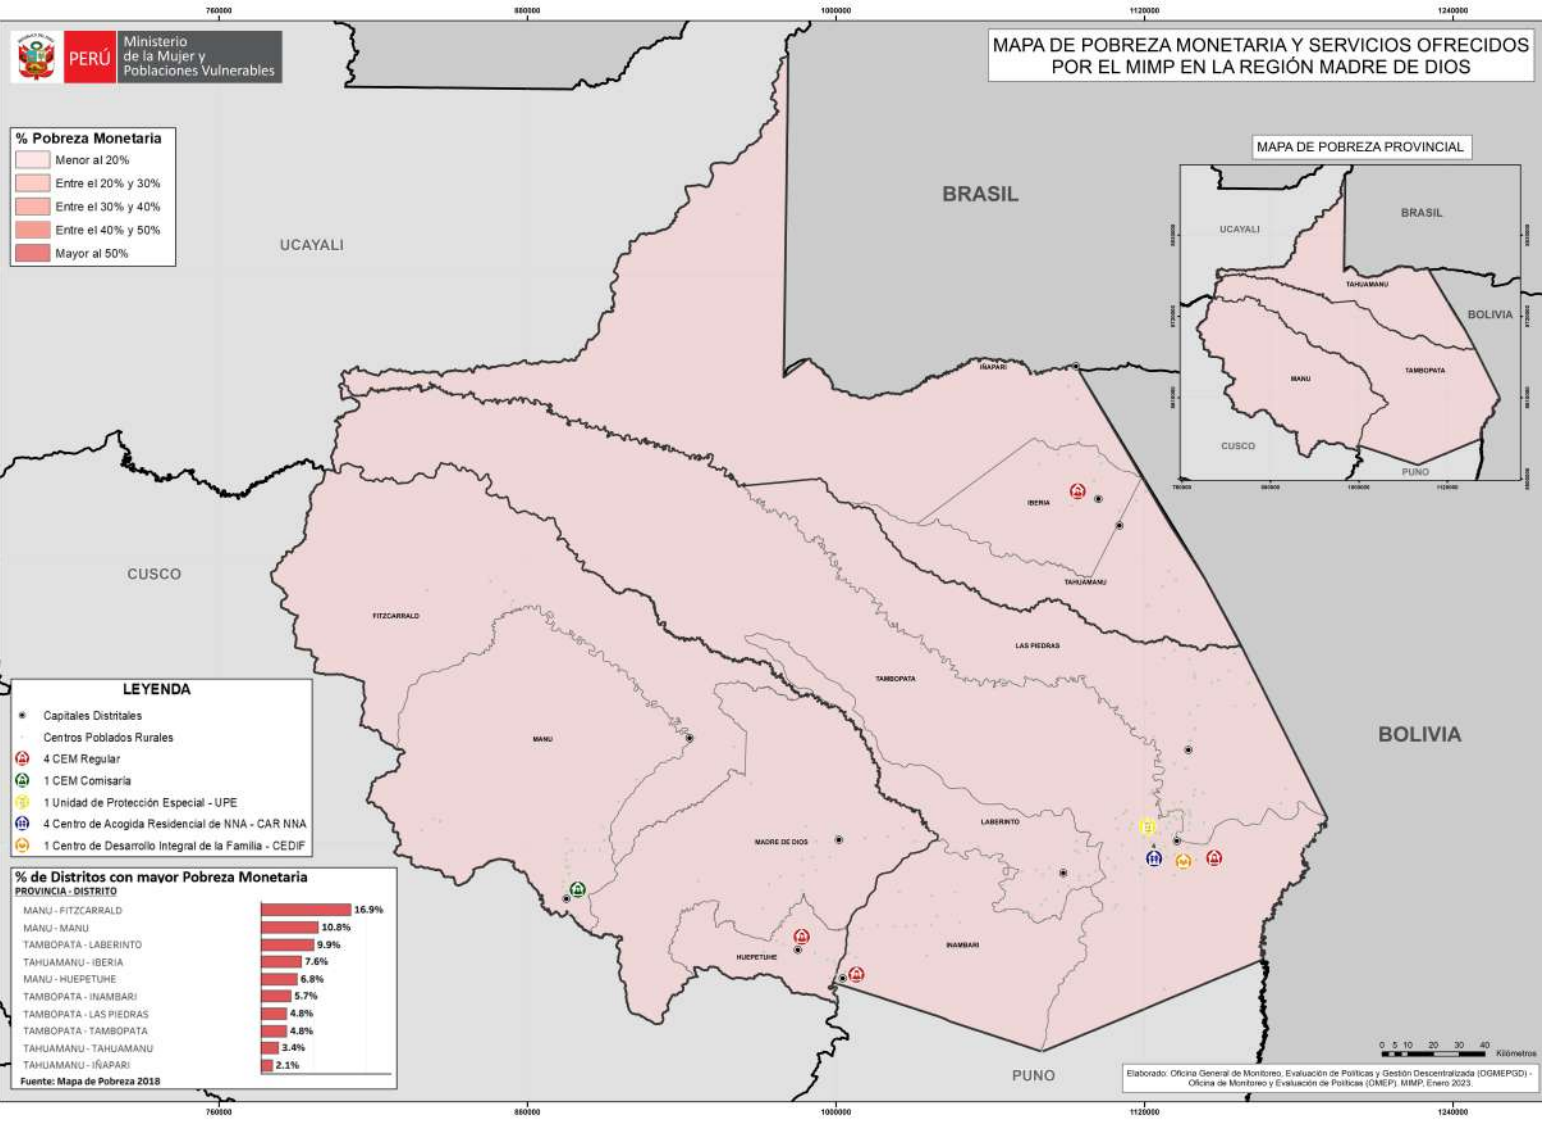 760000 880000 1000000 1120000 1240000
PERÚ
Ministerio
de la Mujer y
Poblaciones Vulnerables
MAPA DE POBREZA MONETARIA Y SERVICIOS OFRECIDOS
POR EL MIMP EN LA REGIÓN MADRE DE DIOS
% Pobreza Monetaria
Menor al 20%
Entre el 20% y 30%
Entre el 30% y 40%
Entre el 40% y 50%
Mayor al 50%
MAPA DE POBREZA PROVINCIAL
BRASIL
UCAYALI
TAHUAMANU
BOLIVIA
TAMBOPATA
MANU
CUSCO
PUNO
BRASIL
UCAYALI
IÑAPARI
IBERIA
CUSCO
TAHUAMANU
FITZCARRALD
LAS PIEDRAS
TAMBOPATA
BOLIVIA
MANU
LABERINTO
MADRE DE DIOS
4
INAMBARI
HUEPETUHE
PUNO
LEYENDA
Capitales Distritales
Centros Poblados Rurales
4 CEM Regular
1 CEM Comisaría
1 Unidad de Protección Especial - UPE
4 Centro de Acogida Residencial de NNA - CAR NNA
1 Centro de Desarrollo Integral de la Familia - CEDIF
% de Distritos con mayor Pobreza Monetaria
PROVINCIA - DISTRITO
MANU - FITZCARRALD 16.9%
MANU - MANU 10.8%
TAMBOPATA - LABERINTO 9.9%
TAHUAMANU - IBERIA 7.6%
MANU - HUEPETUHE 6.8%
TAMBOPATA - INAMBARI 5.7%
TAMBOPATA - LAS PIEDRAS 4.8%
TAMBOPATA - TAMBOPATA 4.8%
TAHUAMANU - TAHUAMANU 3.4%
TAHUAMANU - IÑAPARI 2.1%
Fuente: Mapa de Pobreza 2018
0 5 10 20 30 40
Kilómetros
Elaborado: Oficina General de Monitoreo, Evaluación de Políticas y Gestión Descentralizada (OGMEPGD) -
Oficina de Monitoreo y Evaluación de Políticas (OMEP). MIMP, Enero 2023.
760000 880000 1000000 1120000 1240000